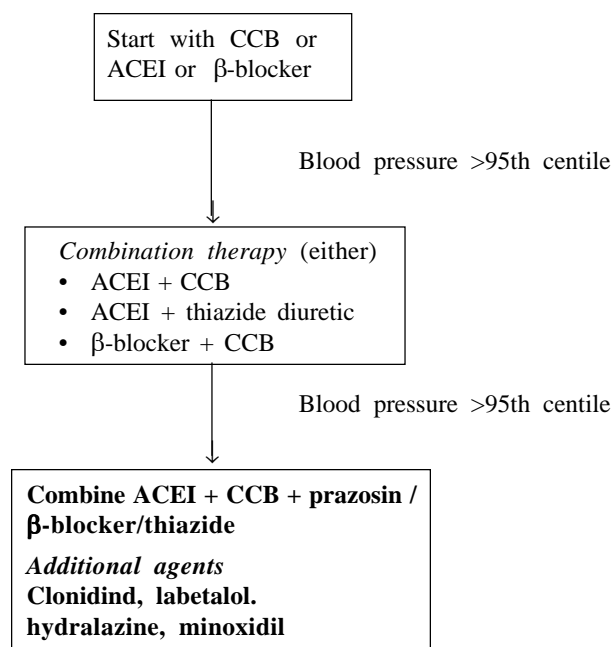 Start with CCB or
ACEI or β-blocker
Blood pressure >95th centile
Combination therapy (either)
• ACEI + CCB
• ACEI + thiazide diuretic
• β-blocker + CCB
Blood pressure >95th centile
Combine ACEI + CCB + prazosin /
β-blocker/thiazide
Additional agents
Clonidind, labetalol.
hydralazine, minoxidil